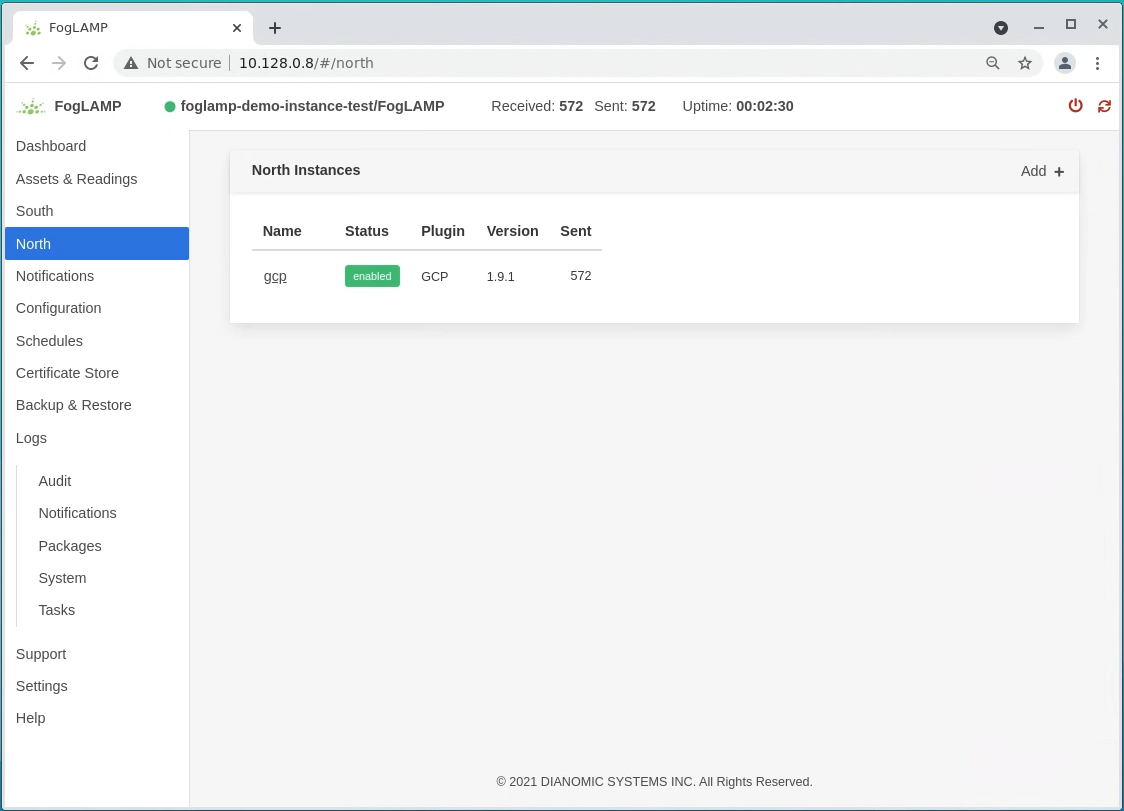 FogLAMP
Not secure 10.128.0.8/#/north
FogLAMP foglamp-demo-instance-test/FogLAMP Received: 572 Sent: 572 Uptime: 00:02:30
Dashboard
Assets & Readings
South
North
Notifications
Configuration
Schedules
Certificate Store
Backup & Restore
Logs
Audit
Notifications
Packages
System
Tasks
Support
Settings
Help
North Instances Add +
Name Status Plugin Version Sent
gcp enabled GCP 1.9.1 572
© 2021 DIANOMIC SYSTEMS INC. All Rights Reserved.